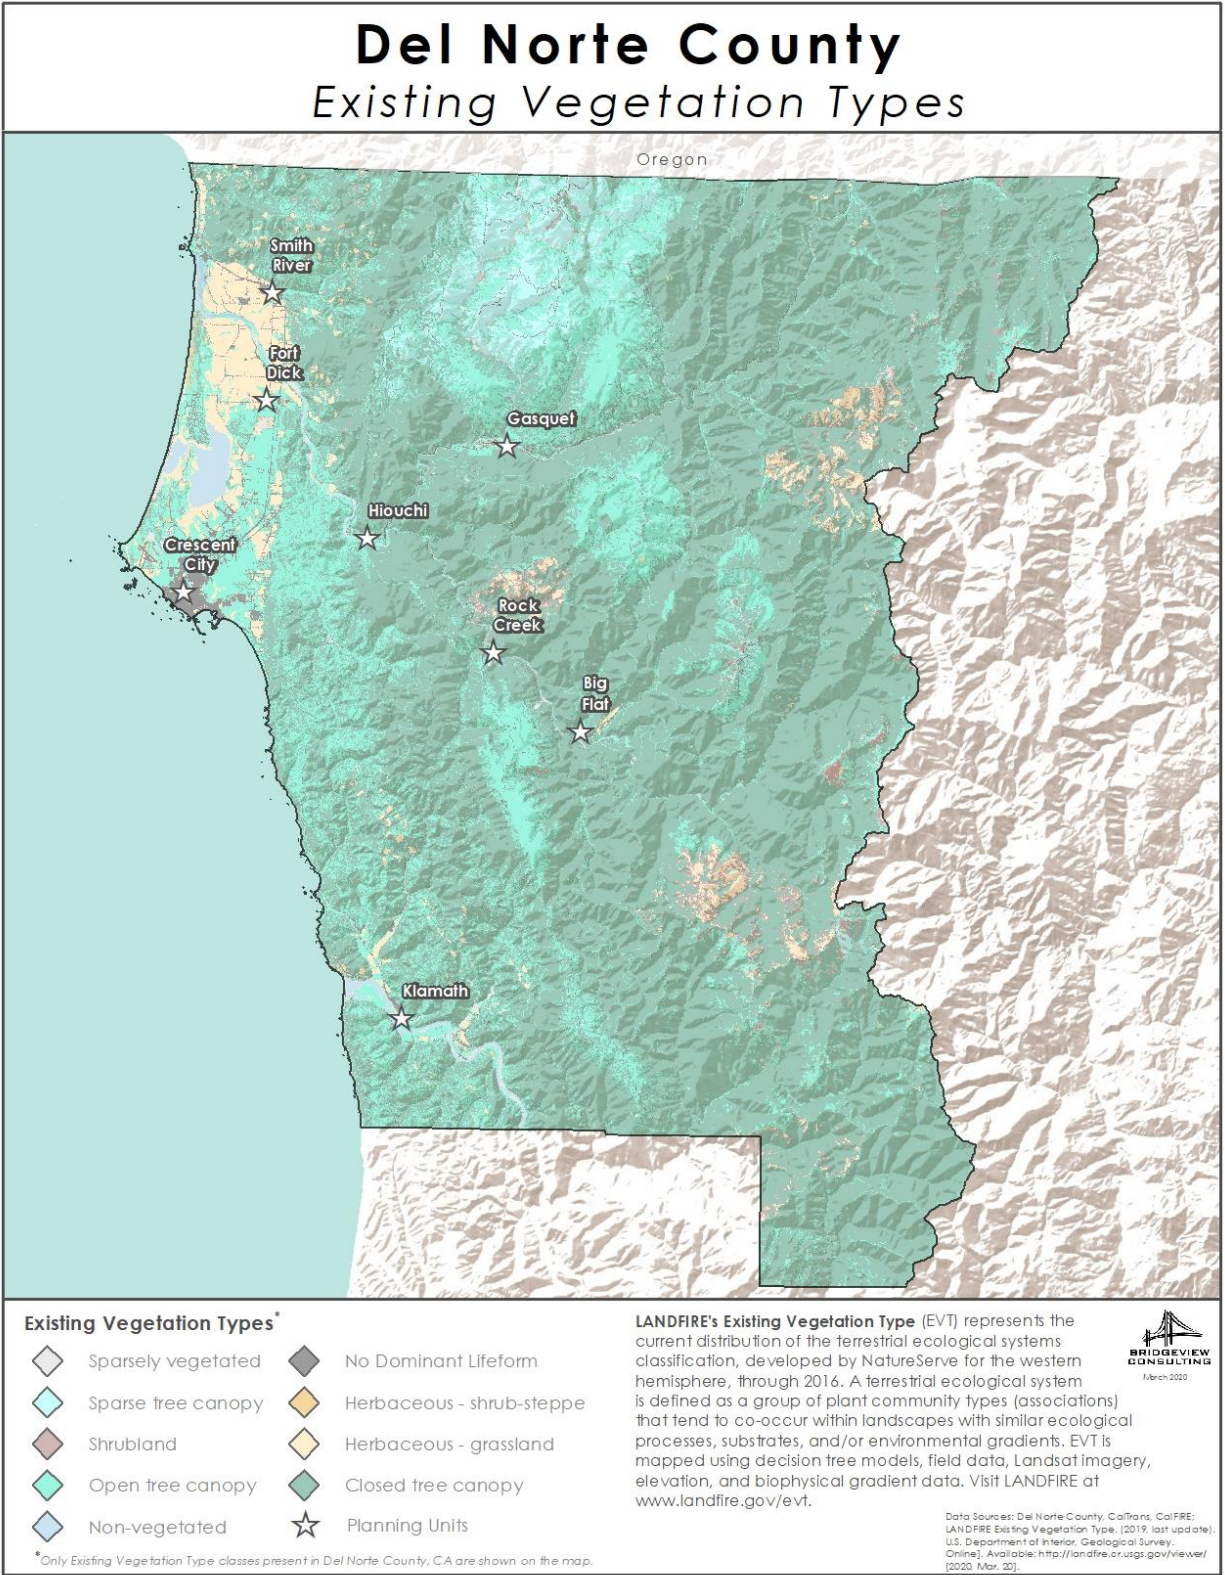 Del Norte County
Existing Vegetation Types
Oregon
Smith
River
Fort
Dick
Gasquet
Hiouchi
Crescent
City
Rock
Creek
Big
Flat
Klamath
Existing Vegetation Types*
Sparsely vegetated
Sparse tree canopy
Shrubland
Open tree canopy
Non-vegetated
No Dominant Lifeform
Herbaceous - shrub-steppe
Herbaceous - grassland
Closed tree canopy
Planning Units
*Only Existing Vegetation Type classes present in Del Norte County, CA are shown on the map.
LANDFIRE's Existing Vegetation Type (EVT) represents the
current distribution of the terrestrial ecological systems
classification, developed by NatureServe for the western
hemisphere, through 2016. A terrestrial ecological system
is defined as a group of plant community types (associations)
that tend to co-occur within landscapes with similar ecological
processes, substrates, and/or environmental gradients. EVT is
mapped using decision tree models, field data, Landsat imagery,
elevation, and biophysical gradient data. Visit LANDFIRE at
www.landfire.gov/evt.
BRIDGEVIEW
CONSULTING
March 2020
Data Sources: Del Norte County, CalTrans, CalFIRE;
LANDFIRE Existing Vegetation Type. (2019, last update).
U.S. Department of Interior, Geological Survey.
Online]. Available: http://landfire.cr.usgs.gov/viewer/
[2020, Mar. 20].